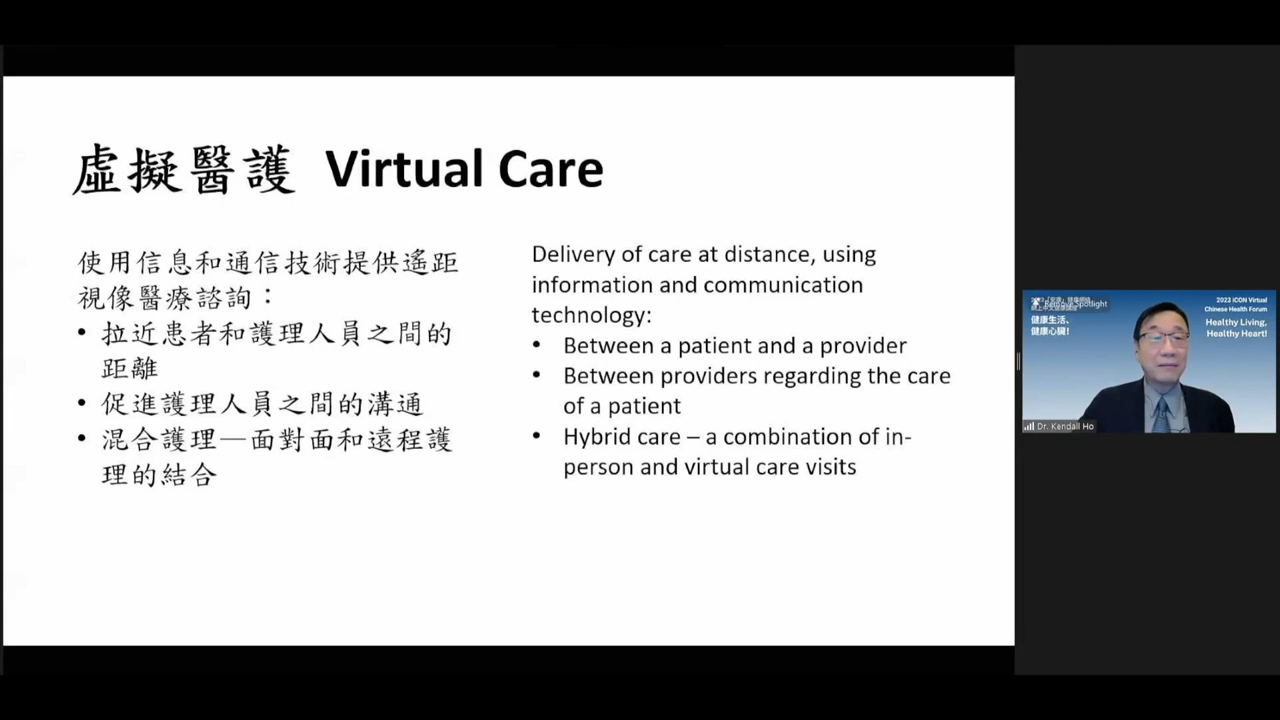 虛擬醫護 Virtual Care
使用信息和通信技術提供遙距
視像醫療諮詢：
• 拉近患者和護理人員之間的
距離
• 促進護理人員之間的溝通
• 混合護理—面對面和遠程護
理的結合
Delivery of care at distance, using
information and communication
technology:
• Between a patient and a provider
• Between providers regarding the care
of a patient
• Hybrid care – a combination of in-
person and virtual care visits
Remove Spotlight
健康生活、
健康心臟!
2023 iCON Virtual
Chinese Health Forum
Healthy Living,
Healthy Heart!
Dr. Kendall Ho